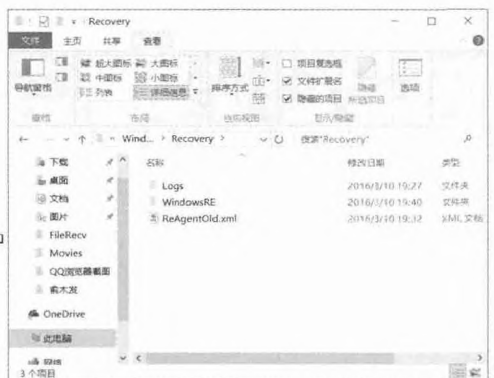 Recovery
文件 主页 共享 查看
导航窗格
超大图标 大图标
中图标 小图标
列表 详细信息
排序方式
项目复选框
文件扩展名
隐藏的项目
隐藏
所选项目
选项
窗格 布局 当前视图 显示/隐藏
Wind... > Recovery >
搜索"Recovery"
名称 修改日期 类型
下载
桌面
文档
图片
FileRecv
Movies
QQ浏览器截图
俞木发
OneDrive
此电脑
网络
Logs 2016/3/10 19:27 文件夹
WindowsRE 2016/3/10 19:40 文件夹
ReAgentOld.xml 2016/3/10 19:32 XML 文档
3 个项目